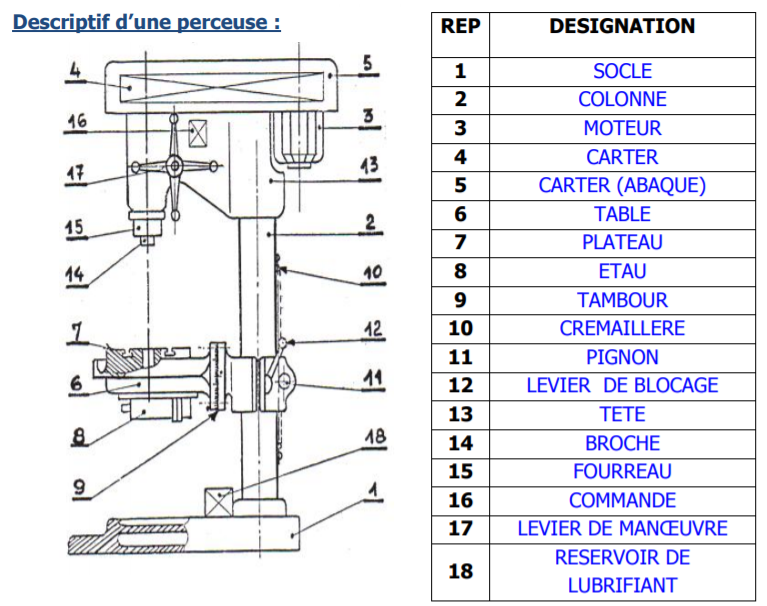 Descriptif d’une perceuse :
4
5
16
3
17
13
15
2
14
10
7
12
6
11
8
18
9
1
REP DESIGNATION
1 SOCLE
2 COLONNE
3 MOTEUR
4 CARTER
5 CARTER (ABAQUE)
6 TABLE
7 PLATEAU
8 ETAU
9 TAMBOUR
10 CREMAILLERE
11 PIGNON
12 LEVIER DE BLOCAGE
13 TETE
14 BROCHE
15 FOURREAU
16 COMMANDE
17 LEVIER DE MANŒUVRE
18 RESERVOIR DE
LUBRIFIANT